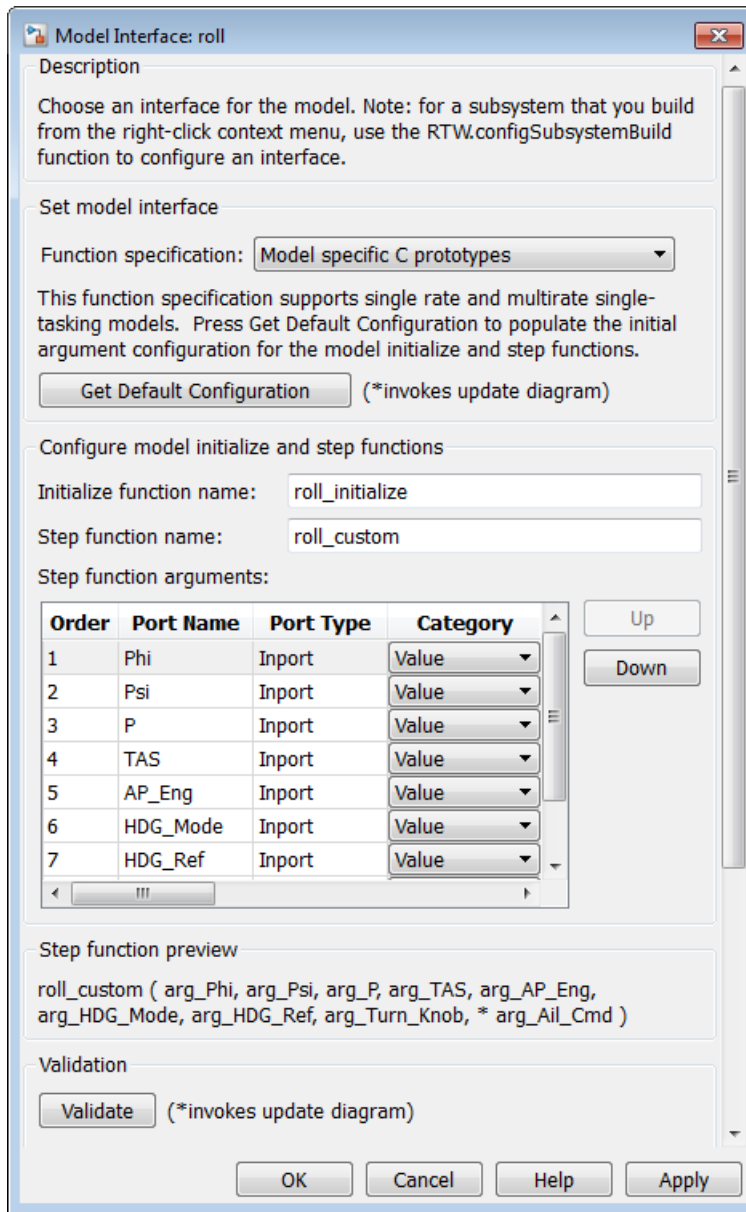 Model Interface: roll
Description
Choose an interface for the model. Note: for a subsystem that you build
from the right-click context menu, use the RTW.configSubsystemBuild
function to configure an interface.
Set model interface
Function specification: Model specific C prototypes
This function specification supports single rate and multirate single-
tasking models. Press Get Default Configuration to populate the initial
argument configuration for the model initialize and step functions.
Get Default Configuration (*invokes update diagram)
Configure model initialize and step functions
Initialize function name: roll_initialize
Step function name: roll_custom
Step function arguments:
Order Port Name Port Type Category Up
1 Phi Inport Value
Down
2 Psi Inport Value
3 P Inport Value
4 TAS Inport Value
5 AP_Eng Inport Value
6 HDG_Mode Inport Value
7 HDG_Ref Inport Value
Step function preview
roll_custom ( arg_Phi, arg_Psi, arg_P, arg_TAS, arg_AP_Eng,
arg_HDG_Mode, arg_HDG_Ref, arg_Turn_Knob, * arg_Ail_Cmd )
Validation
Validate (*invokes update diagram)
OK Cancel Help Apply